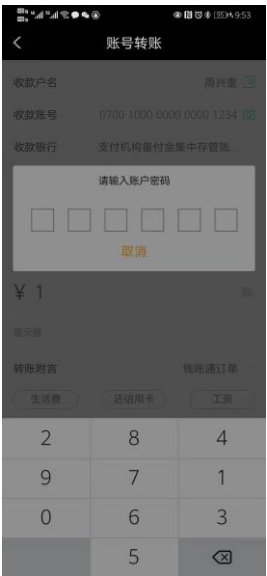 9:53
账号转账
收款户名
周兴奎
收款账号 0700 1000 0000 0000 1234
收款银行 支付机构备付金集中存管账...
请输入账户密码
取消
¥ 1
转账附言 钱账通订单
生活费 还信用卡 工资
2 8 4
9 7 1
0 6 3
5